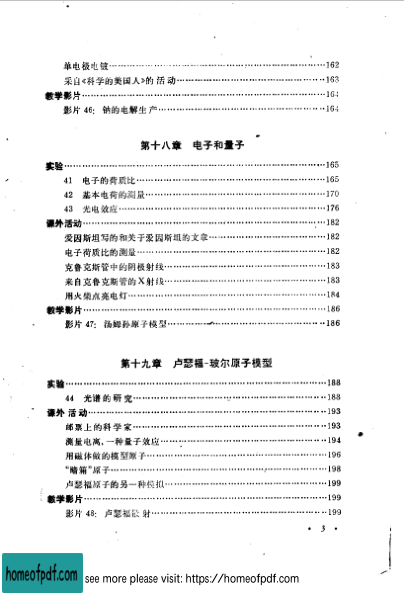 单电极电镀……162
采自《科学的美国人》的活动……163
教学影片……164
影片 46: 钠的电解生产……164
第十八章 电子和量子
实验……165
41 电子的荷质比……165
42 基本电荷的测量……170
43 光电效应……176
课外活动……182
爱因斯坦写的和关于爱因斯坦的文章……182
电子荷质比的测量……182
克鲁克斯管中的阴极射线……183
来自克鲁克斯管的X射线……183
用火柴点亮电灯……184
教学影片……186
影片 47: 汤姆孙原子模型……186
第十九章 卢瑟福-玻尔原子模型
实验……188
44 光谱的研究……188
课外活动……193
邮票上的科学家……193
测量电离,一种量子效应……194
用磁体做的模型原子……196
“暗箱”原子……198
卢瑟福原子的另一种模拟……199
教学影片……199
影片 48: 卢瑟福散射……199
· 3 ·
homeofpdf.com
see more please visit: https://homeofpdf.com